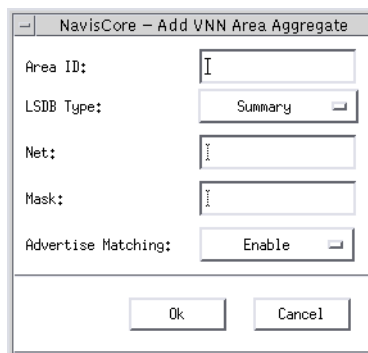 NavisCore – Add VNN Area Aggregate
Area ID:
LSDB Type: Summary
Net:
Mask:
Advertise Matching: Enable
Ok Cancel